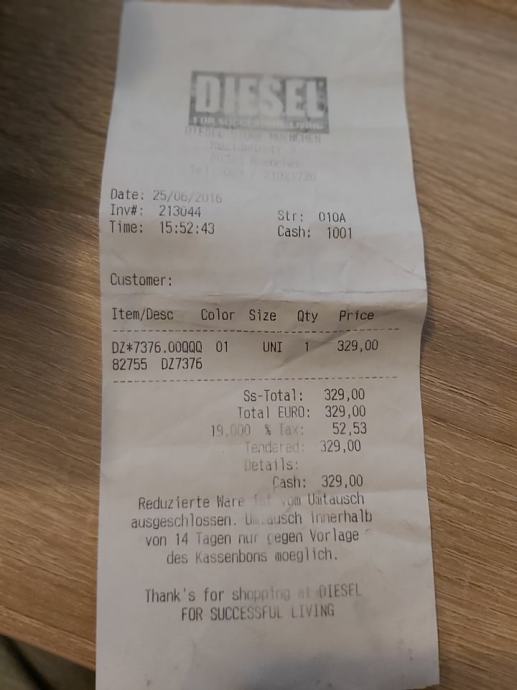 DIESEL
FOR SUCCESSFUL LIVING
DIESEL STORE MUENCHEN
Date: 25/06/2016
Inv#: 213044 Str: 010A
Time: 15:52:43 Cash: 1001
Customer:
Item/Desc Color Size Qty Price
DZ*7376.00QQQ 01 UNI 1 329,00
82755 DZ7376
Ss-Total: 329,00
Total EURO: 329,00
19,000 % Tax: 52,53
Tendered: 329,00
Details:
Cash: 329,00
Reduzierte Ware ist vom Umtausch
ausgeschlossen. Umtausch innerhalb
von 14 Tagen nur gegen Vorlage
des Kassenbons moeglich.
Thank's for shopping at DIESEL
FOR SUCCESSFUL LIVING